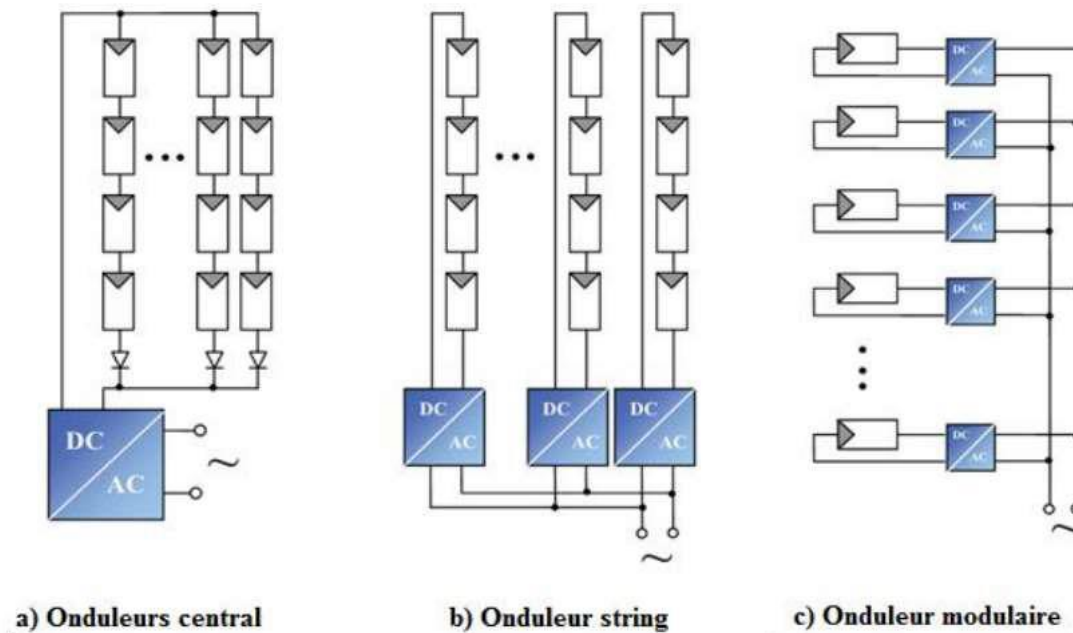 DC
AC
~
DC
AC
DC
AC
DC
AC
~
DC
AC
DC
AC
DC
AC
DC
AC
DC
AC
~
a) Onduleurs central
b) Onduleur string
c) Onduleur modulaire